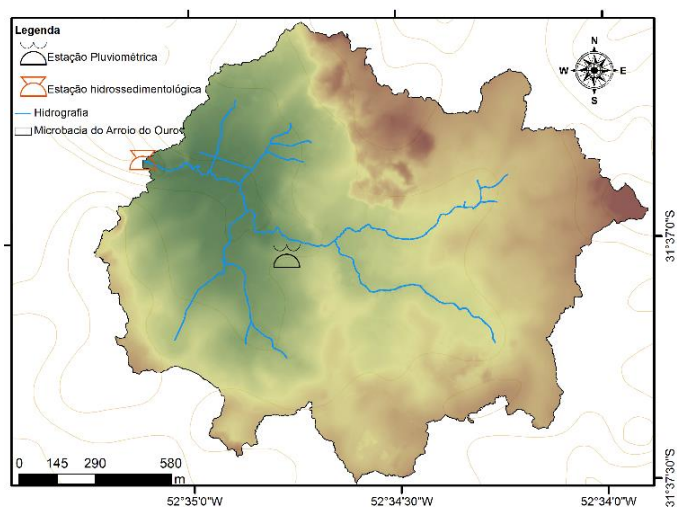 Legenda
Estação Pluviométrica
Estação hidrossedimentológica
Hidrografia
Microbacia do Arroio do Ouro
N
W E
S
31°37'0"S
31°37'30"S
0 145 290 580
m
52°35'0"W 52°34'30"W 52°34'0"W